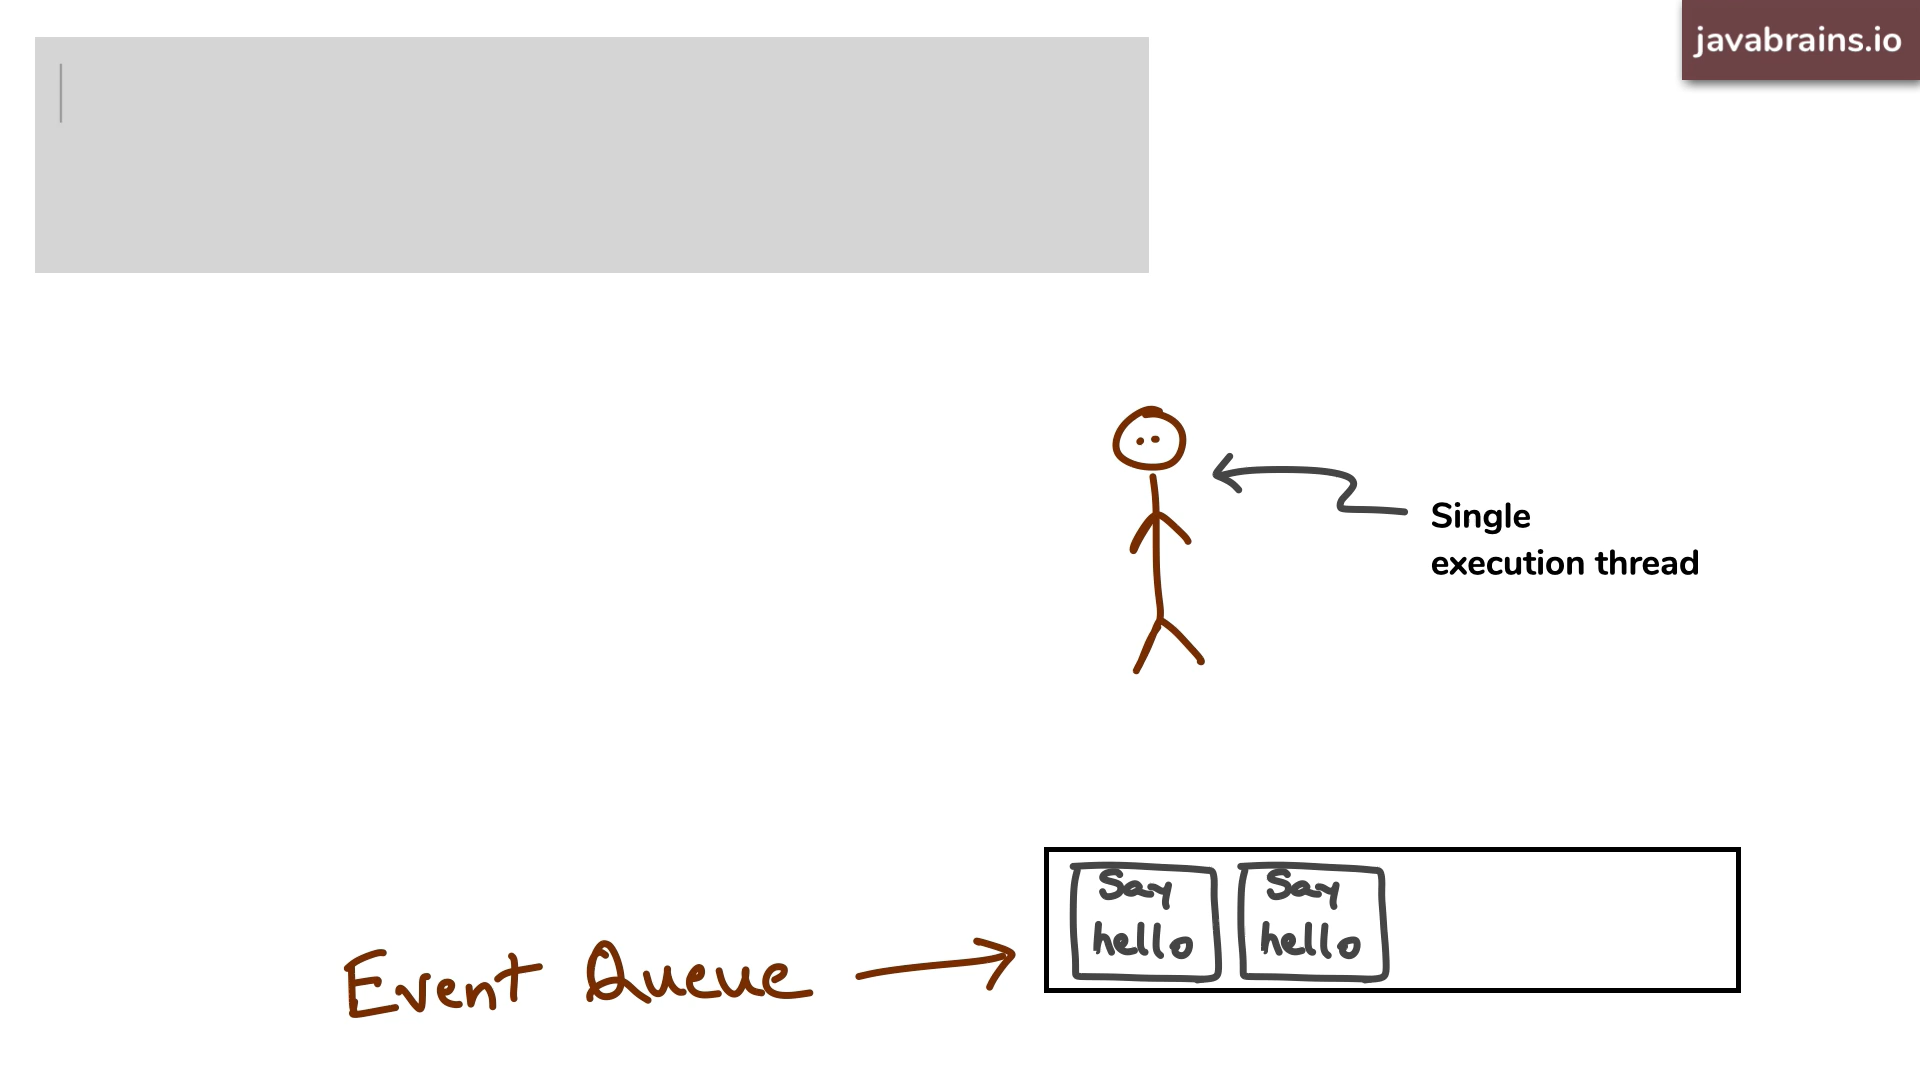 javabrains.io
Single
execution thread
Say
hello
Say
hello
Event Queue